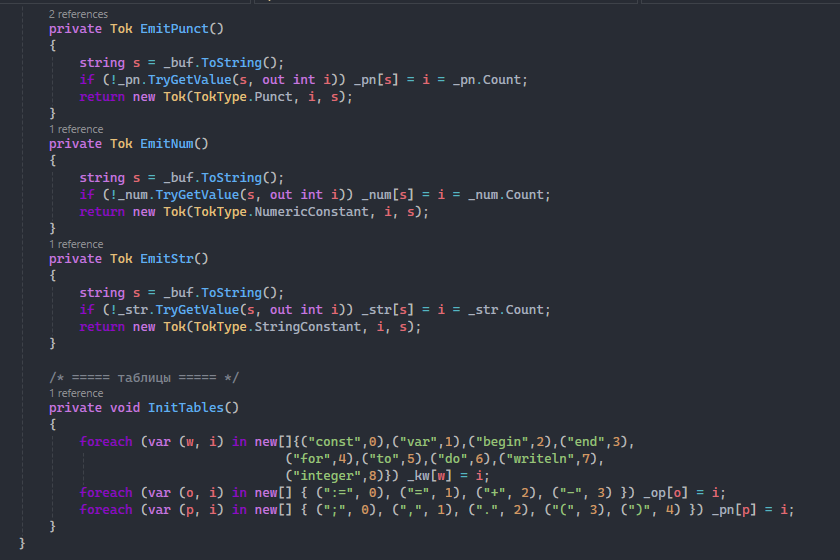 2 references
private Tok EmitPunct()
{
string s = _buf.ToString();
if (!_pn.TryGetValue(s, out int i)) _pn[s] = i = _pn.Count;
return new Tok(TokType.Punct, i, s);
}
1 reference
private Tok EmitNum()
{
string s = _buf.ToString();
if (!_num.TryGetValue(s, out int i)) _num[s] = i = _num.Count;
return new Tok(TokType.NumericConstant, i, s);
}
1 reference
private Tok EmitStr()
{
string s = _buf.ToString();
if (!_str.TryGetValue(s, out int i)) _str[s] = i = _str.Count;
return new Tok(TokType.StringConstant, i, s);
}
/* ===== таблицы ===== */
1 reference
private void InitTables()
{
foreach (var (w, i) in new[]{("const",0),("var",1),("begin",2),("end",3),
("for",4),("to",5),("do",6),("writeln",7),
("integer",8)}) _kw[w] = i;
foreach (var (o, i) in new[] { (":=", 0), ("=", 1), ("+", 2), ("-", 3) }) _op[o] = i;
foreach (var (p, i) in new[] { (";", 0), (",", 1), (".", 2), ("(", 3), (")", 4) }) _pn[p] = i;
}
}